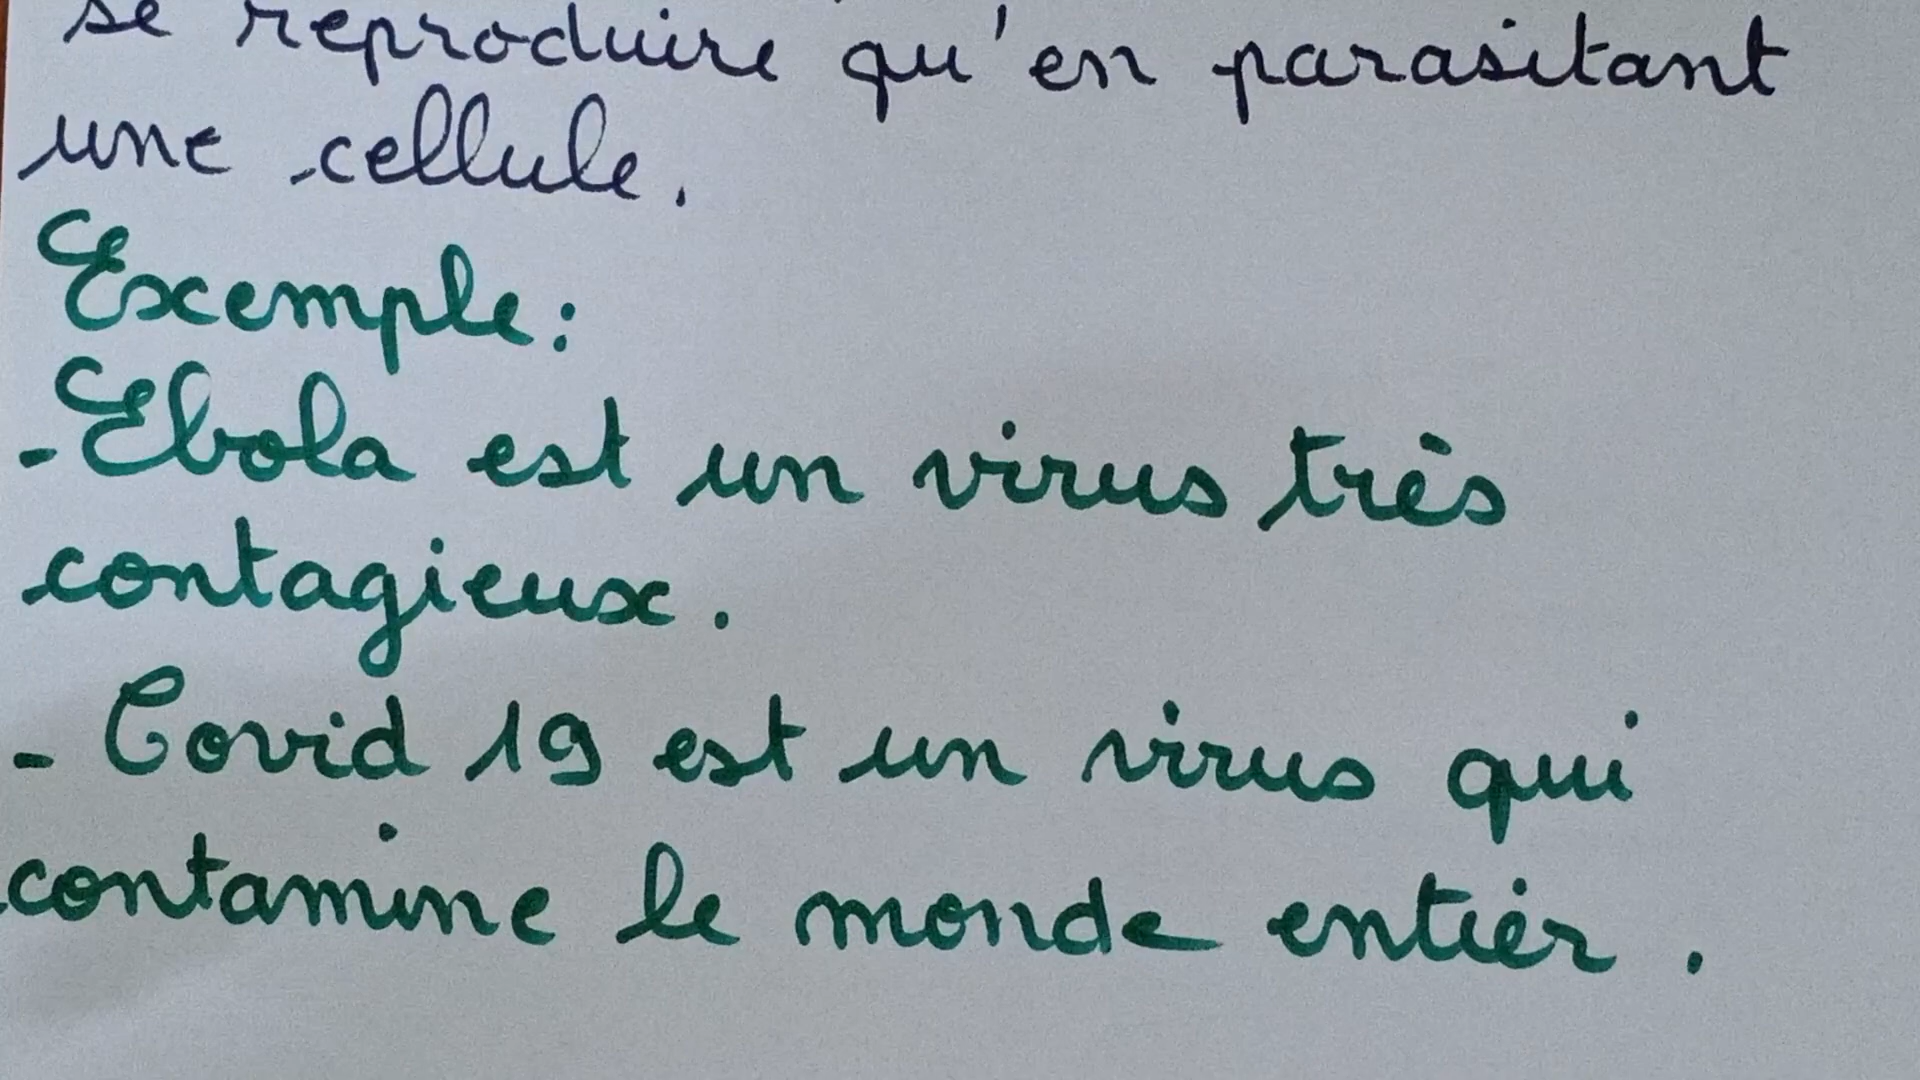 se reproduire qu'en parasitant
une cellule.
Exemple:
- Ebola est un virus très
contagieux.
- Covid 19 est un virus qui
contamine le monde entier.